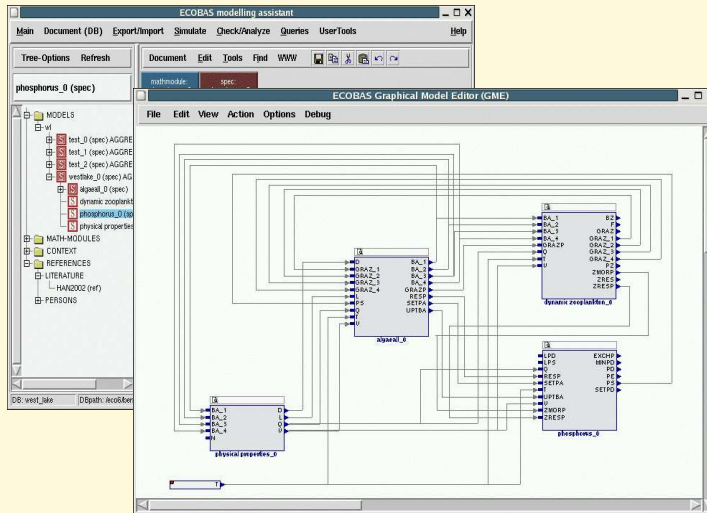 ECOBAS modelling assistant
Main Document (DB) Export/Import Simulate Check/Analyze Queries UserTools Help
Tree-Options Refresh
Document Edit Tools Find WWW
phosphorus_0 (spec)
mathmodule:
spec:
MODELS
wl
test_0 (spec) AGGRE
test_1 (spec) AGGRE
test_2 (spec) AGGRE
westlake_0 (spec) AG
algaeall_0 (spec)
dynamic zooplankt
phosphorus_0 (sp
physical properties
MATH-MODULES
CONTEXT
REFERENCES
LITERATURE
HAN2002 (ref)
PERSONS
DB: west_lake
DBpath: /eco6/ber
ECOBAS Graphical Model Editor (GME)
File Edit View Action Options Debug
BA_1 BZ
BA_2 F
BA_3 GRAZ
BA_4 GRAZ_1
GRAZP GRAZ_2
Q GRAZ_3
T GRAZ_4
V PZ
ZMORP
ZRES
ZRESP
dynamic zooplankton_0
D BA_1
GRAZ_1 BA_2
GRAZ_2 BA_3
GRAZ_3 BA_4
GRAZ_4 GRAZP
L RESP
PS SETPA
Q UPTBA
T
V
algaeall_0
LPD EXCHP
LPS MINPD
Q PD
RESP PE
SETPA PS
T SETPD
UPTBA
V
ZMORP
ZRESP
phosphorus_0
BA_1 D
BA_2 L
BA_3 Q
BA_4 V
N
physical properties_0
T